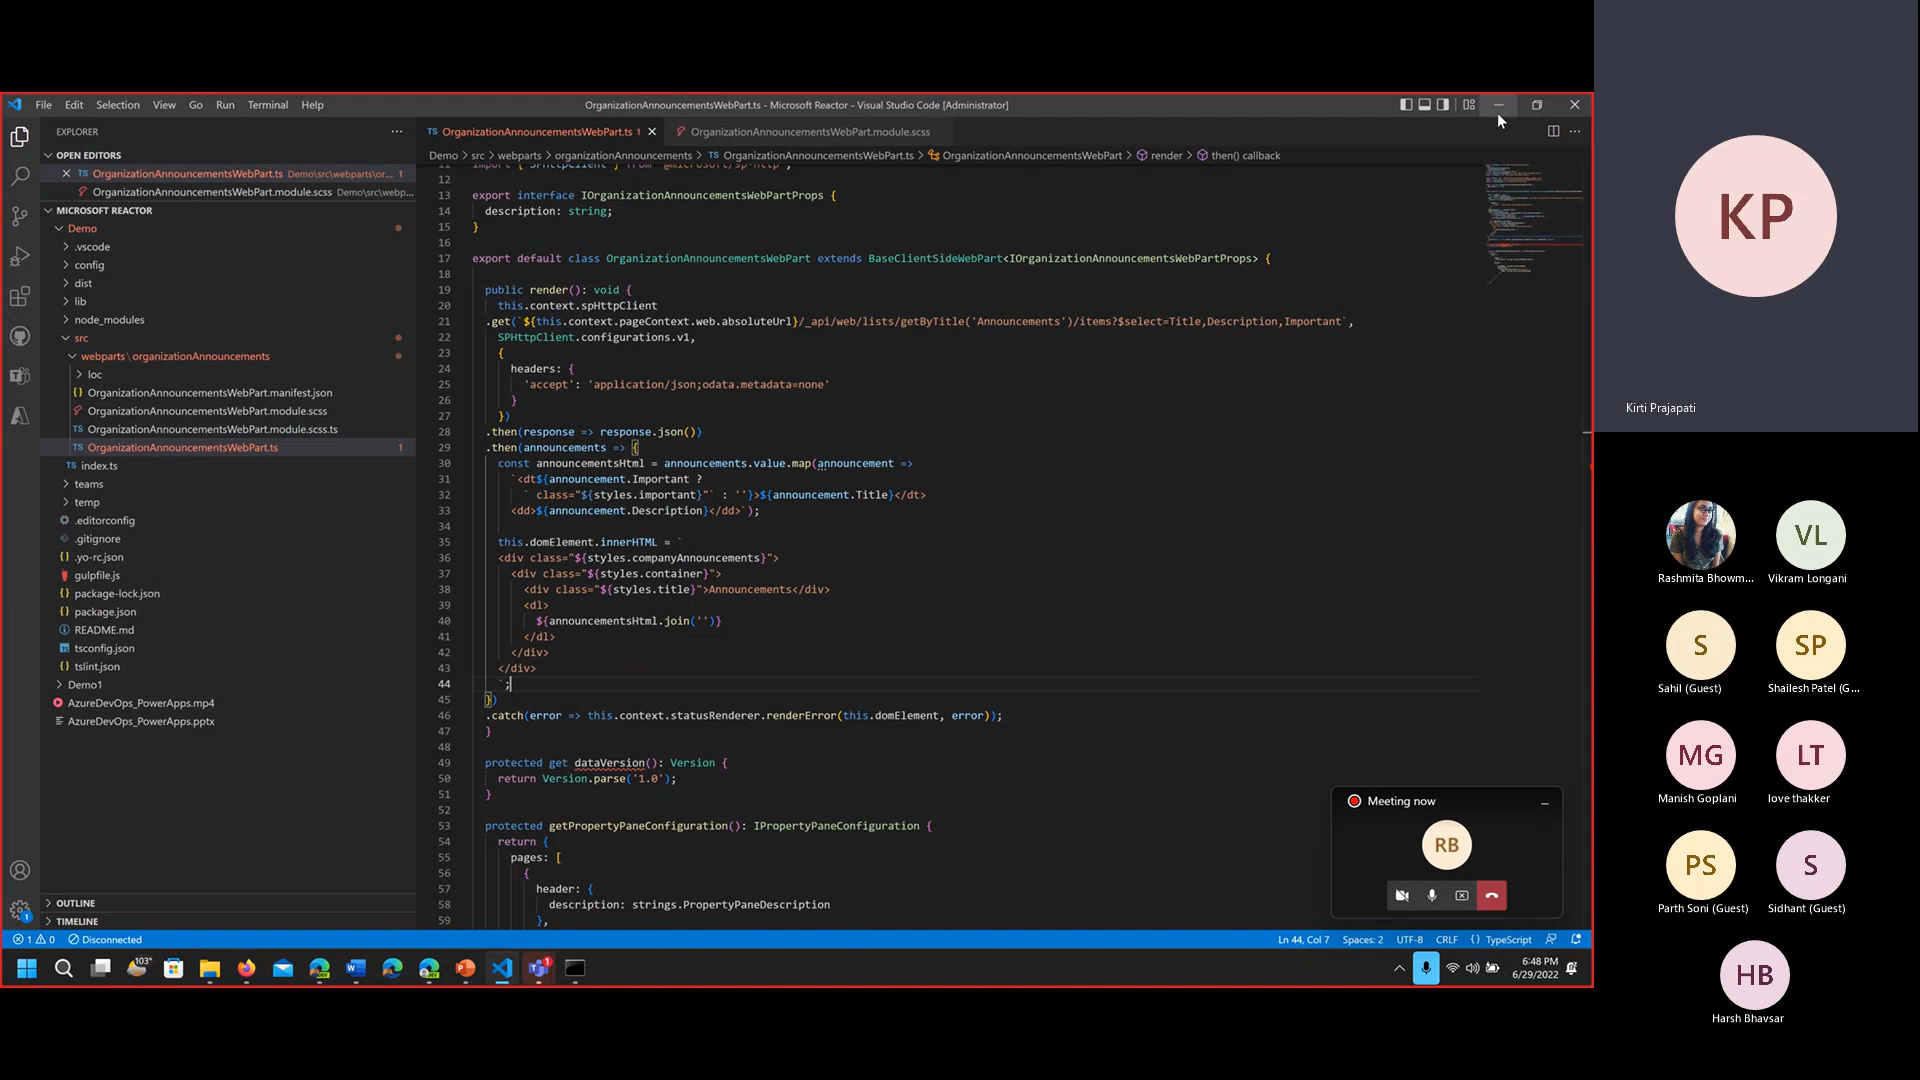 File Edit Selection View Go Run Terminal Help
OrganizationAnnouncementsWebPart.ts - Microsoft Reactor - Visual Studio Code [Administrator]
EXPLORER
OPEN EDITORS
TS OrganizationAnnouncementsWebPart.ts Demo\src\webparts\or... 1
OrganizationAnnouncementsWebPart.module.scss Demo\src\webp...
MICROSOFT REACTOR
Demo
.vscode
config
dist
lib
node_modules
src
webparts\organizationAnnouncements
loc
{} OrganizationAnnouncementsWebPart.manifest.json
OrganizationAnnouncementsWebPart.module.scss
TS OrganizationAnnouncementsWebPart.module.scss.ts
TS OrganizationAnnouncementsWebPart.ts 1
TS index.ts
teams
temp
.editorconfig
.gitignore
.yo-rc.json
gulpfile.js
package-lock.json
package.json
README.md
tsconfig.json
tslint.json
Demo1
AzureDevOps_PowerApps.mp4
AzureDevOps_PowerApps.pptx
OUTLINE
TIMELINE
TS OrganizationAnnouncementsWebPart.ts 1
OrganizationAnnouncementsWebPart.module.scss
Demo > src > webparts > organizationAnnouncements > TS OrganizationAnnouncementsWebPart.ts > OrganizationAnnouncementsWebPart > render > then() callback
import { SPHttpClient } from '@microsoft/sp-http';
12
13 export interface IOrganizationAnnouncementsWebPartProps {
14 description: string;
15 }
16
17 export default class OrganizationAnnouncementsWebPart extends BaseClientSideWebPart<IOrganizationAnnouncementsWebPartProps> {
18
19 public render(): void {
20 this.context.spHttpClient
21 .get(`${this.context.pageContext.web.absoluteUrl}/_api/web/lists/getByTitle('Announcements')/items?$select=Title,Description,Important`,
22 SPHttpClient.configurations.v1,
23 {
24 headers: {
25 'accept': 'application/json;odata.metadata=none'
26 }
27 })
28 .then(response => response.json())
29 .then(announcements => {
30 const announcementsHtml = announcements.value.map(announcement =>
31 `<dt${announcement.Important ?
32 ` class="${styles.important}"` : ''}>${announcement.Title}</dt>
33 <dd>${announcement.Description}</dd>`);
34
35 this.domElement.innerHTML = `
36 <div class="${styles.companyAnnouncements}">
37 <div class="${styles.container}">
38 <div class="${styles.title}">Announcements</div>
39 <dl>
40 ${announcementsHtml.join('')}
41 </dl>
42 </div>
43 </div>
44 `;
45 })
46 .catch(error => this.context.statusRenderer.renderError(this.domElement, error));
47 }
48
49 protected get dataVersion(): Version {
50 return Version.parse('1.0');
51 }
52
53 protected getPropertyPaneConfiguration(): IPropertyPaneConfiguration {
54 return {
55 pages: [
56 {
57 header: {
58 description: strings.PropertyPaneDescription
59 },
Meeting now
RB
1 0 Disconnected
Ln 44, Col 7 Spaces: 2 UTF-8 CRLF {} TypeScript
103°
6:48 PM
6/29/2022
KP
Kirti Prajapati
Rashmita Bhowm...
VL
Vikram Longani
S
Sahil (Guest)
SP
Shailesh Patel (G...
MG
Manish Goplani
LT
love thakker
PS
Parth Soni (Guest)
S
Sidhant (Guest)
HB
Harsh Bhavsar